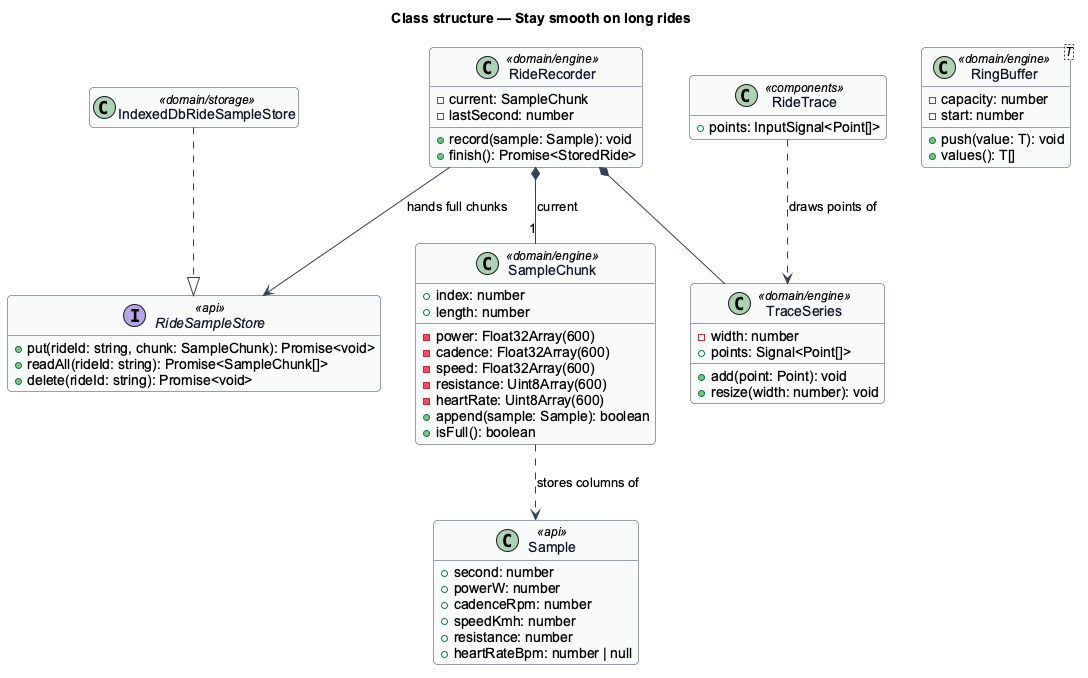 Class structure — Stay smooth on long rides
«domain/storage»
IndexedDbRideSampleStore
«domain/engine»
RideRecorder
current: SampleChunk
lastSecond: number
record(sample: Sample): void
finish(): Promise<StoredRide>
«components»
RideTrace
points: InputSignal<Point[]>
T
«domain/engine»
RingBuffer
capacity: number
start: number
push(value: T): void
values(): T[]
hands full chunks
current
1
draws points of
«api»
RideSampleStore
put(rideId: string, chunk: SampleChunk): Promise<void>
readAll(rideId: string): Promise<SampleChunk[]>
delete(rideId: string): Promise<void>
«domain/engine»
SampleChunk
index: number
length: number
power: Float32Array(600)
cadence: Float32Array(600)
speed: Float32Array(600)
resistance: Uint8Array(600)
heartRate: Uint8Array(600)
append(sample: Sample): boolean
isFull(): boolean
«domain/engine»
TraceSeries
width: number
points: Signal<Point[]>
add(point: Point): void
resize(width: number): void
stores columns of
«api»
Sample
second: number
powerW: number
cadenceRpm: number
speedKmh: number
resistance: number
heartRateBpm: number | null